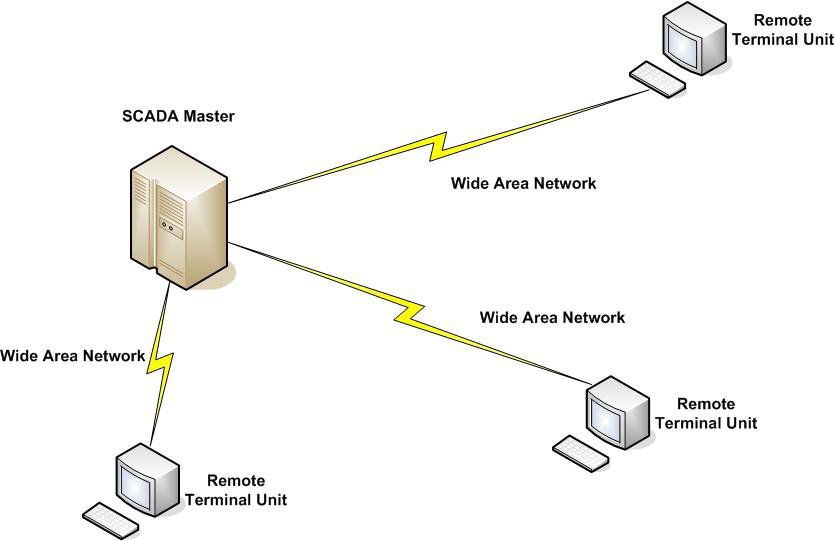 Remote
Terminal Unit
SCADA Master
Wide Area Network
Wide Area Network
Wide Area Network
Remote
Terminal Unit
Remote
Terminal Unit